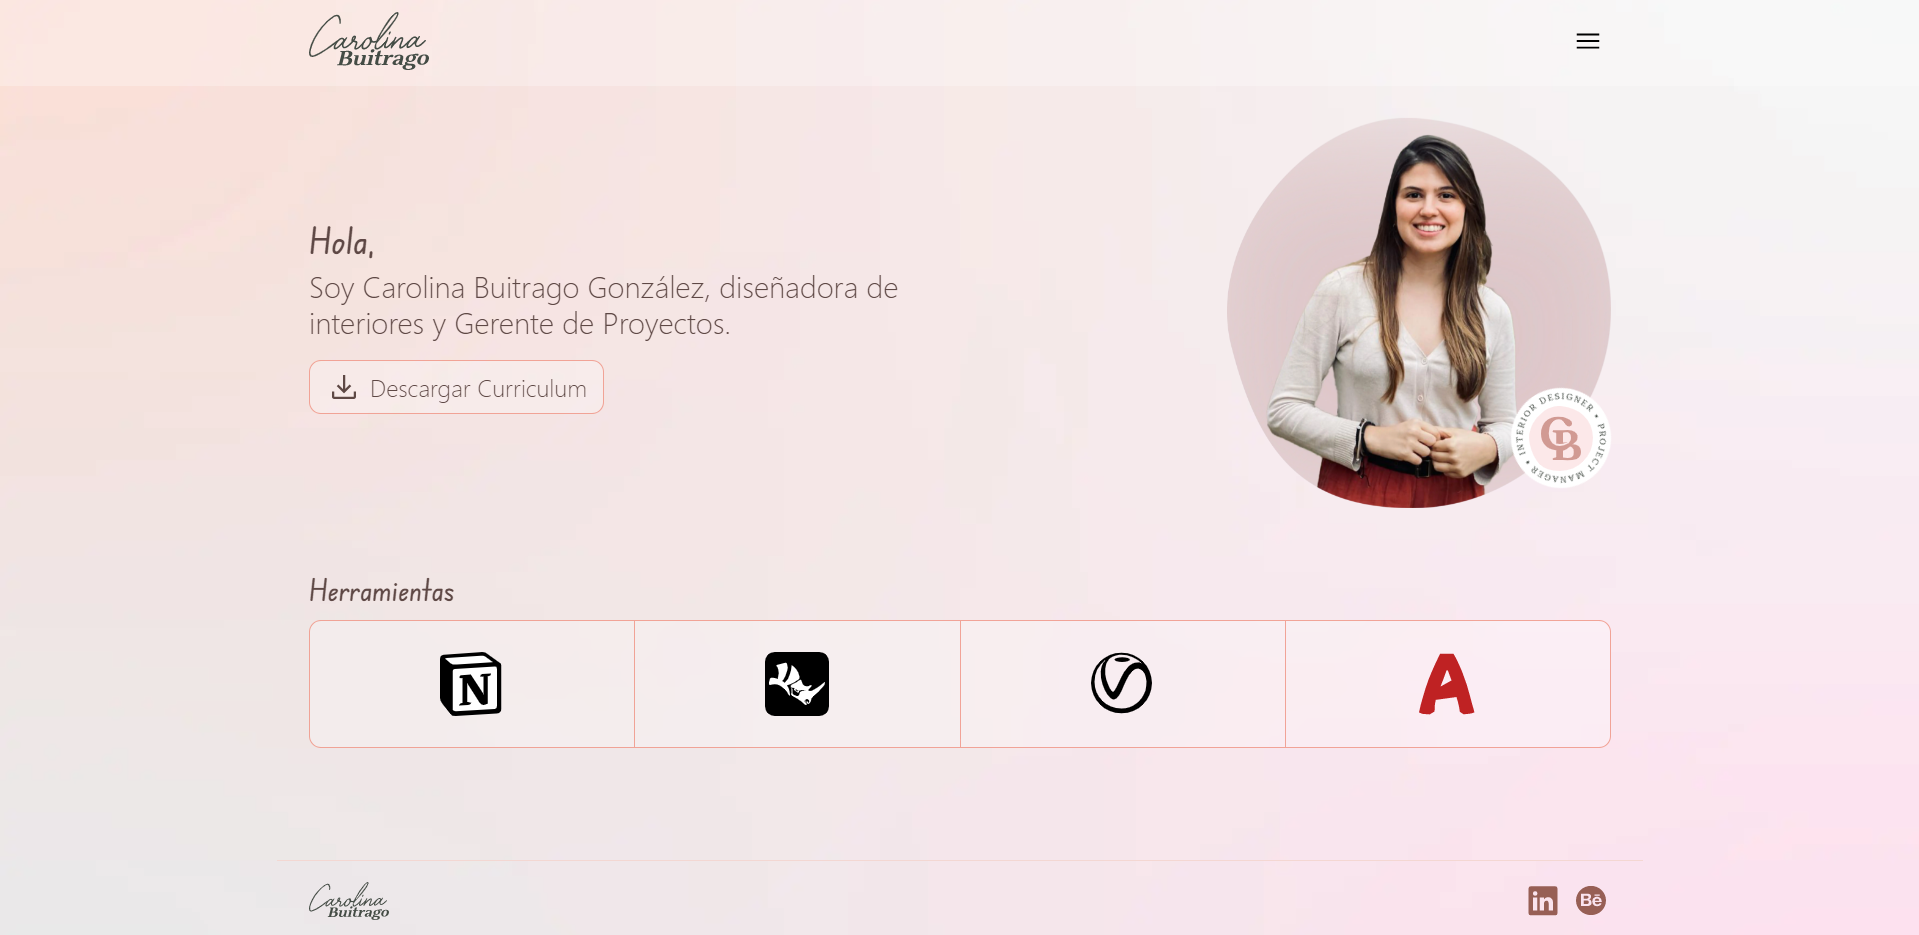 Carolina
Buitrago
Hola,
Soy Carolina Buitrago González, diseñadora de
interiores y Gerente de Proyectos.
Descargar Curriculum
INTERIOR DESIGNER • PROJECT MANAGER •
CB
Herramientas
N
A
Carolina
Buitrago
in
Bē